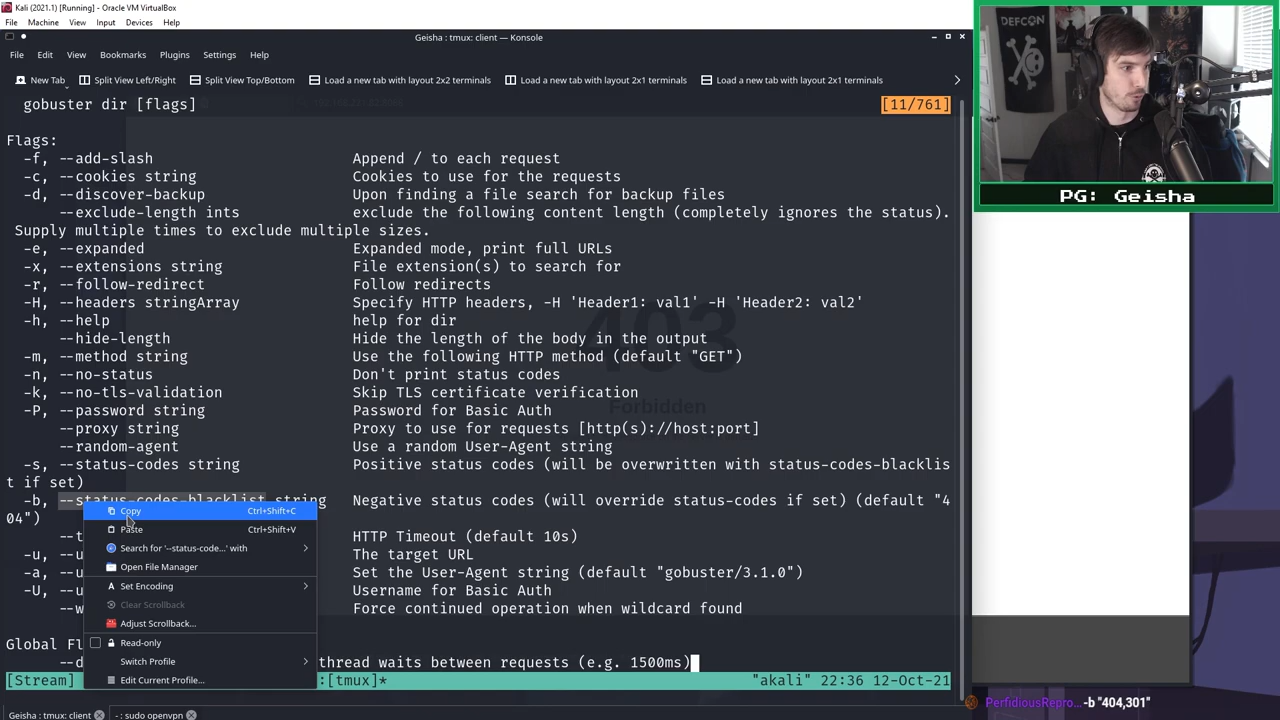 Kali (2021.1) [Running] - Oracle VM VirtualBox
File Machine View Input Devices Help
Geisha : tmux: client — Konsole
File Edit View Bookmarks Plugins Settings Help
New Tab Split View Left/Right Split View Top/Bottom Load a new tab with layout 2x2 terminals Load a new tab with layout 2x1 terminals Load a new tab with layout 2x1 terminals
gobuster dir [flags] [11/761]
Flags:
-f, --add-slash Append / to each request
-c, --cookies string Cookies to use for the requests
-d, --discover-backup Upon finding a file search for backup files
--exclude-length ints exclude the following content length (completely ignores the status).
Supply multiple times to exclude multiple sizes.
-e, --expanded Expanded mode, print full URLs
-x, --extensions string File extension(s) to search for
-r, --follow-redirect Follow redirects
-H, --headers stringArray Specify HTTP headers, -H 'Header1: val1' -H 'Header2: val2'
-h, --help help for dir
--hide-length Hide the length of the body in the output
-m, --method string Use the following HTTP method (default "GET")
-n, --no-status Don't print status codes
-k, --no-tls-validation Skip TLS certificate verification
-P, --password string Password for Basic Auth
--proxy string Proxy to use for requests [http(s)://host:port]
--random-agent Use a random User-Agent string
-s, --status-codes string Positive status codes (will be overwritten with status-codes-blacklis
t if set)
-b, --status-codes-blacklist string Negative status codes (will override status-codes if set) (default "4
04")
--t HTTP Timeout (default 10s)
-u, -- The target URL
-a, -- Set the User-Agent string (default "gobuster/3.1.0")
-U, -- Username for Basic Auth
--w Force continued operation when wildcard found
Global Fl
--d thread waits between requests (e.g. 1500ms)
[Stream] :[tmux]* "akali" 22:36 12-Oct-21
Geisha : tmux: client - : sudo openvpn
Copy Ctrl+Shift+C
Paste Ctrl+Shift+V
Search for '--status-code...' with
Open File Manager
Set Encoding
Clear Scrollback
Adjust Scrollback...
Read-only
Switch Profile
Edit Current Profile...
403
Forbidden
DEFCON
PG: Geisha
PerfidiousRepro... -b "404,301"